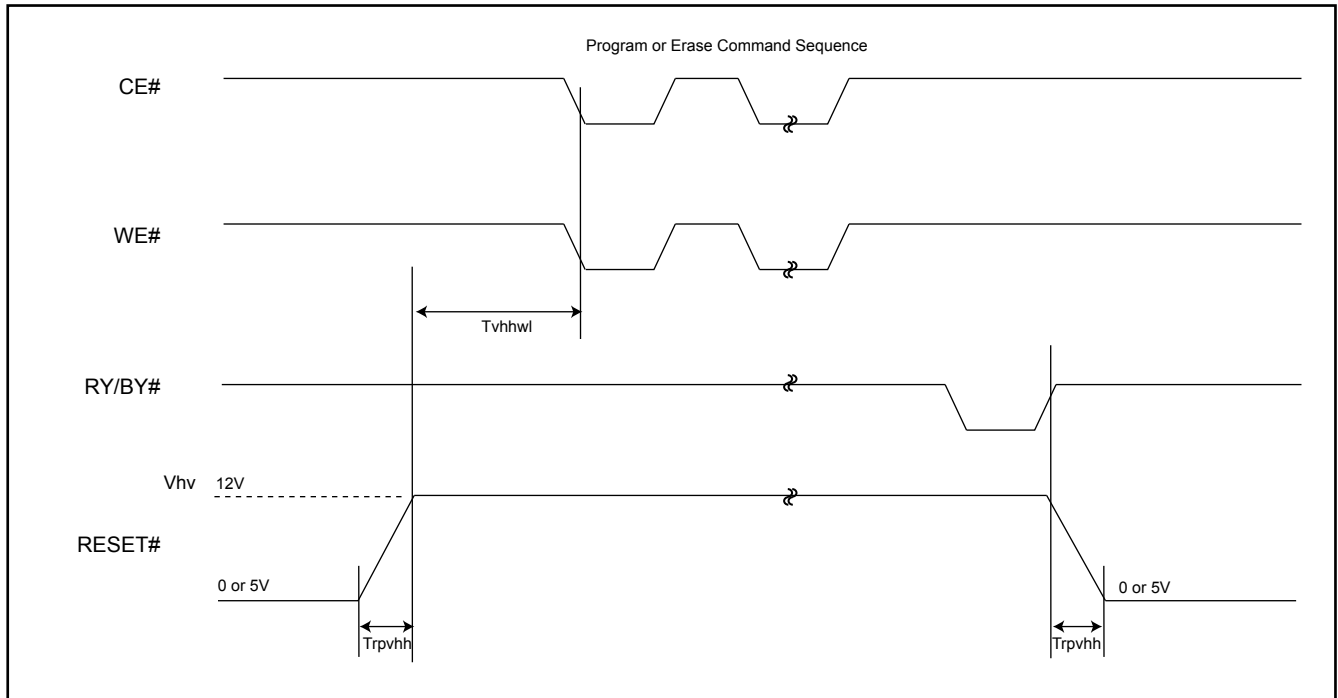 Program or Erase Command Sequence
CE#
WE#
Tvhhwl
RY/BY#
Vhv 12V
RESET#
0 or 5V
0 or 5V
Trpvhh
Trpvhh